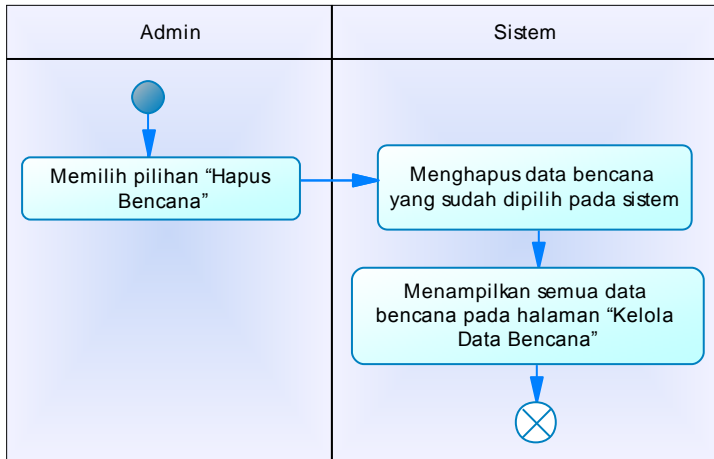 Admin
Sistem
Memilih pilihan “Hapus
Bencana”
Menghapus data bencana
yang sudah dipilih pada sistem
Menampilkan semua data
bencana pada halaman “Kelola
Data Bencana”